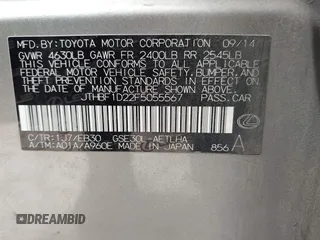 MFD. BY: TOYOTA MOTOR CORPORATION 09/14
GVWR 4630LB GAWR FR 2400LB RR 2545LB
THIS VEHICLE CONFORMS TO ALL APPLICABLE
FEDERAL MOTOR VEHICLE SAFETY, BUMPER,
AND THEFT PREVENTION STANDARDS IN EFFECT
ON THE DATE OF MANUFACTURE SHOWN ABOVE.
JTHBF1D22F5055567 PASS.CAR
C/TR: 1J7/EB30 GSE30L-AETLHA
A/TM: A01A/A960E MADE IN JAPAN 856 A
DREAMBID